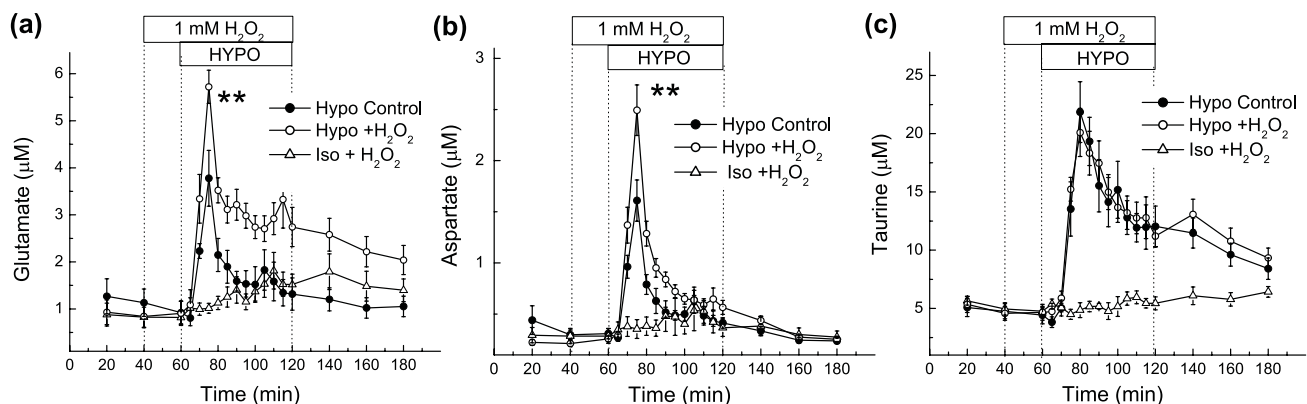 (a)
1 mM H₂O₂
HYPO
**
Hypo Control
Hypo +H₂O₂
Iso + H₂O₂
Glutamate (μM)
6
5
4
3
2
1
0
0 20 40 60 80 100 120 140 160 180
Time (min)
(b)
1 mM H₂O₂
HYPO
**
Hypo Control
Hypo +H₂O₂
Iso +H₂O₂
Aspartate (μM)
3
2
1
0 20 40 60 80 100 120 140 160 180
Time (min)
(c)
1 mM H₂O₂
HYPO
Hypo Control
Hypo +H₂O₂
Iso +H₂O₂
Taurine (μM)
25
20
15
10
5
0
0 20 40 60 80 100 120 140 160 180
Time (min)